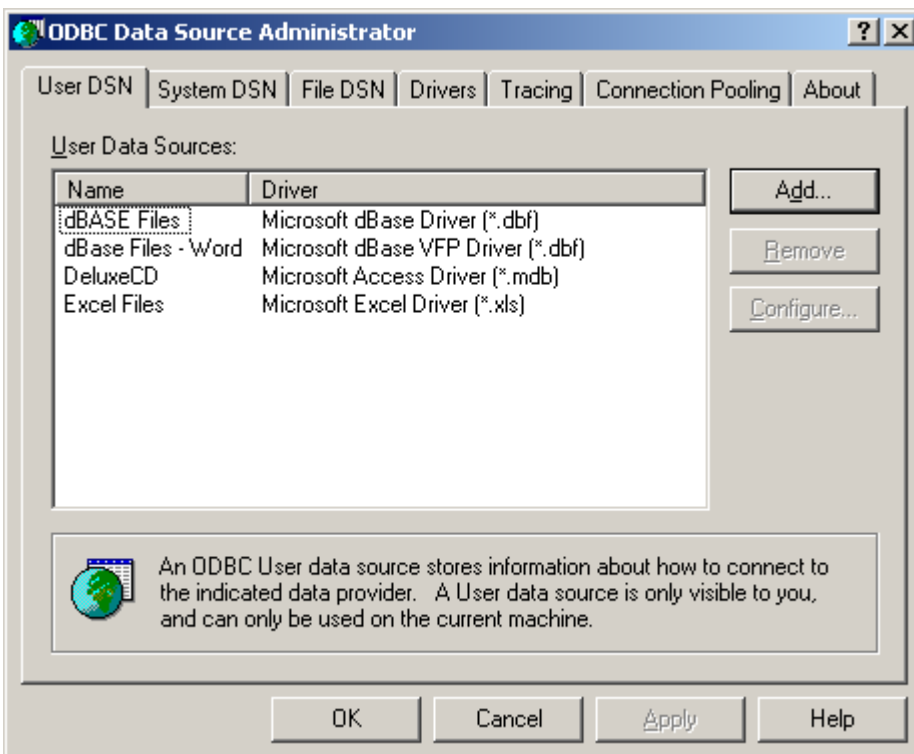 ODBC Data Source Administrator
User DSN System DSN File DSN Drivers Tracing Connection Pooling About
User Data Sources:
Name Driver
dBASE Files Microsoft dBase Driver (*.dbf)
dBase Files - Word Microsoft dBase VFP Driver (*.dbf)
DeluxeCD Microsoft Access Driver (*.mdb)
Excel Files Microsoft Excel Driver (*.xls)
Add...
Remove
Configure...
An ODBC User data source stores information about how to connect to
the indicated data provider. A User data source is only visible to you,
and can only be used on the current machine.
OK Cancel Apply Help